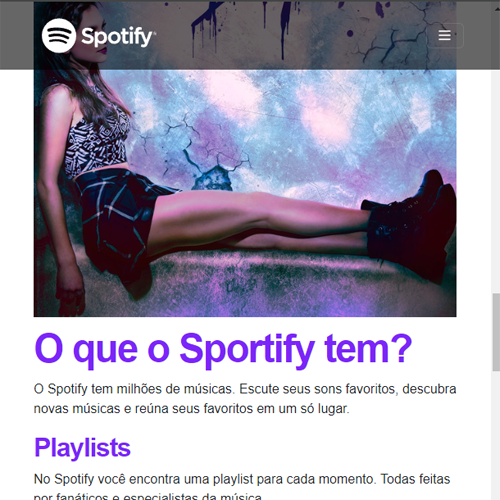 Spotify
O que o Sportify tem?
O Spotify tem milhões de músicas. Escute seus sons favoritos, descubra
novas músicas e reúna seus favoritos em um só lugar.
Playlists
No Spotify você encontra uma playlist para cada momento. Todas feitas
por fanáticos e especialistas da música.